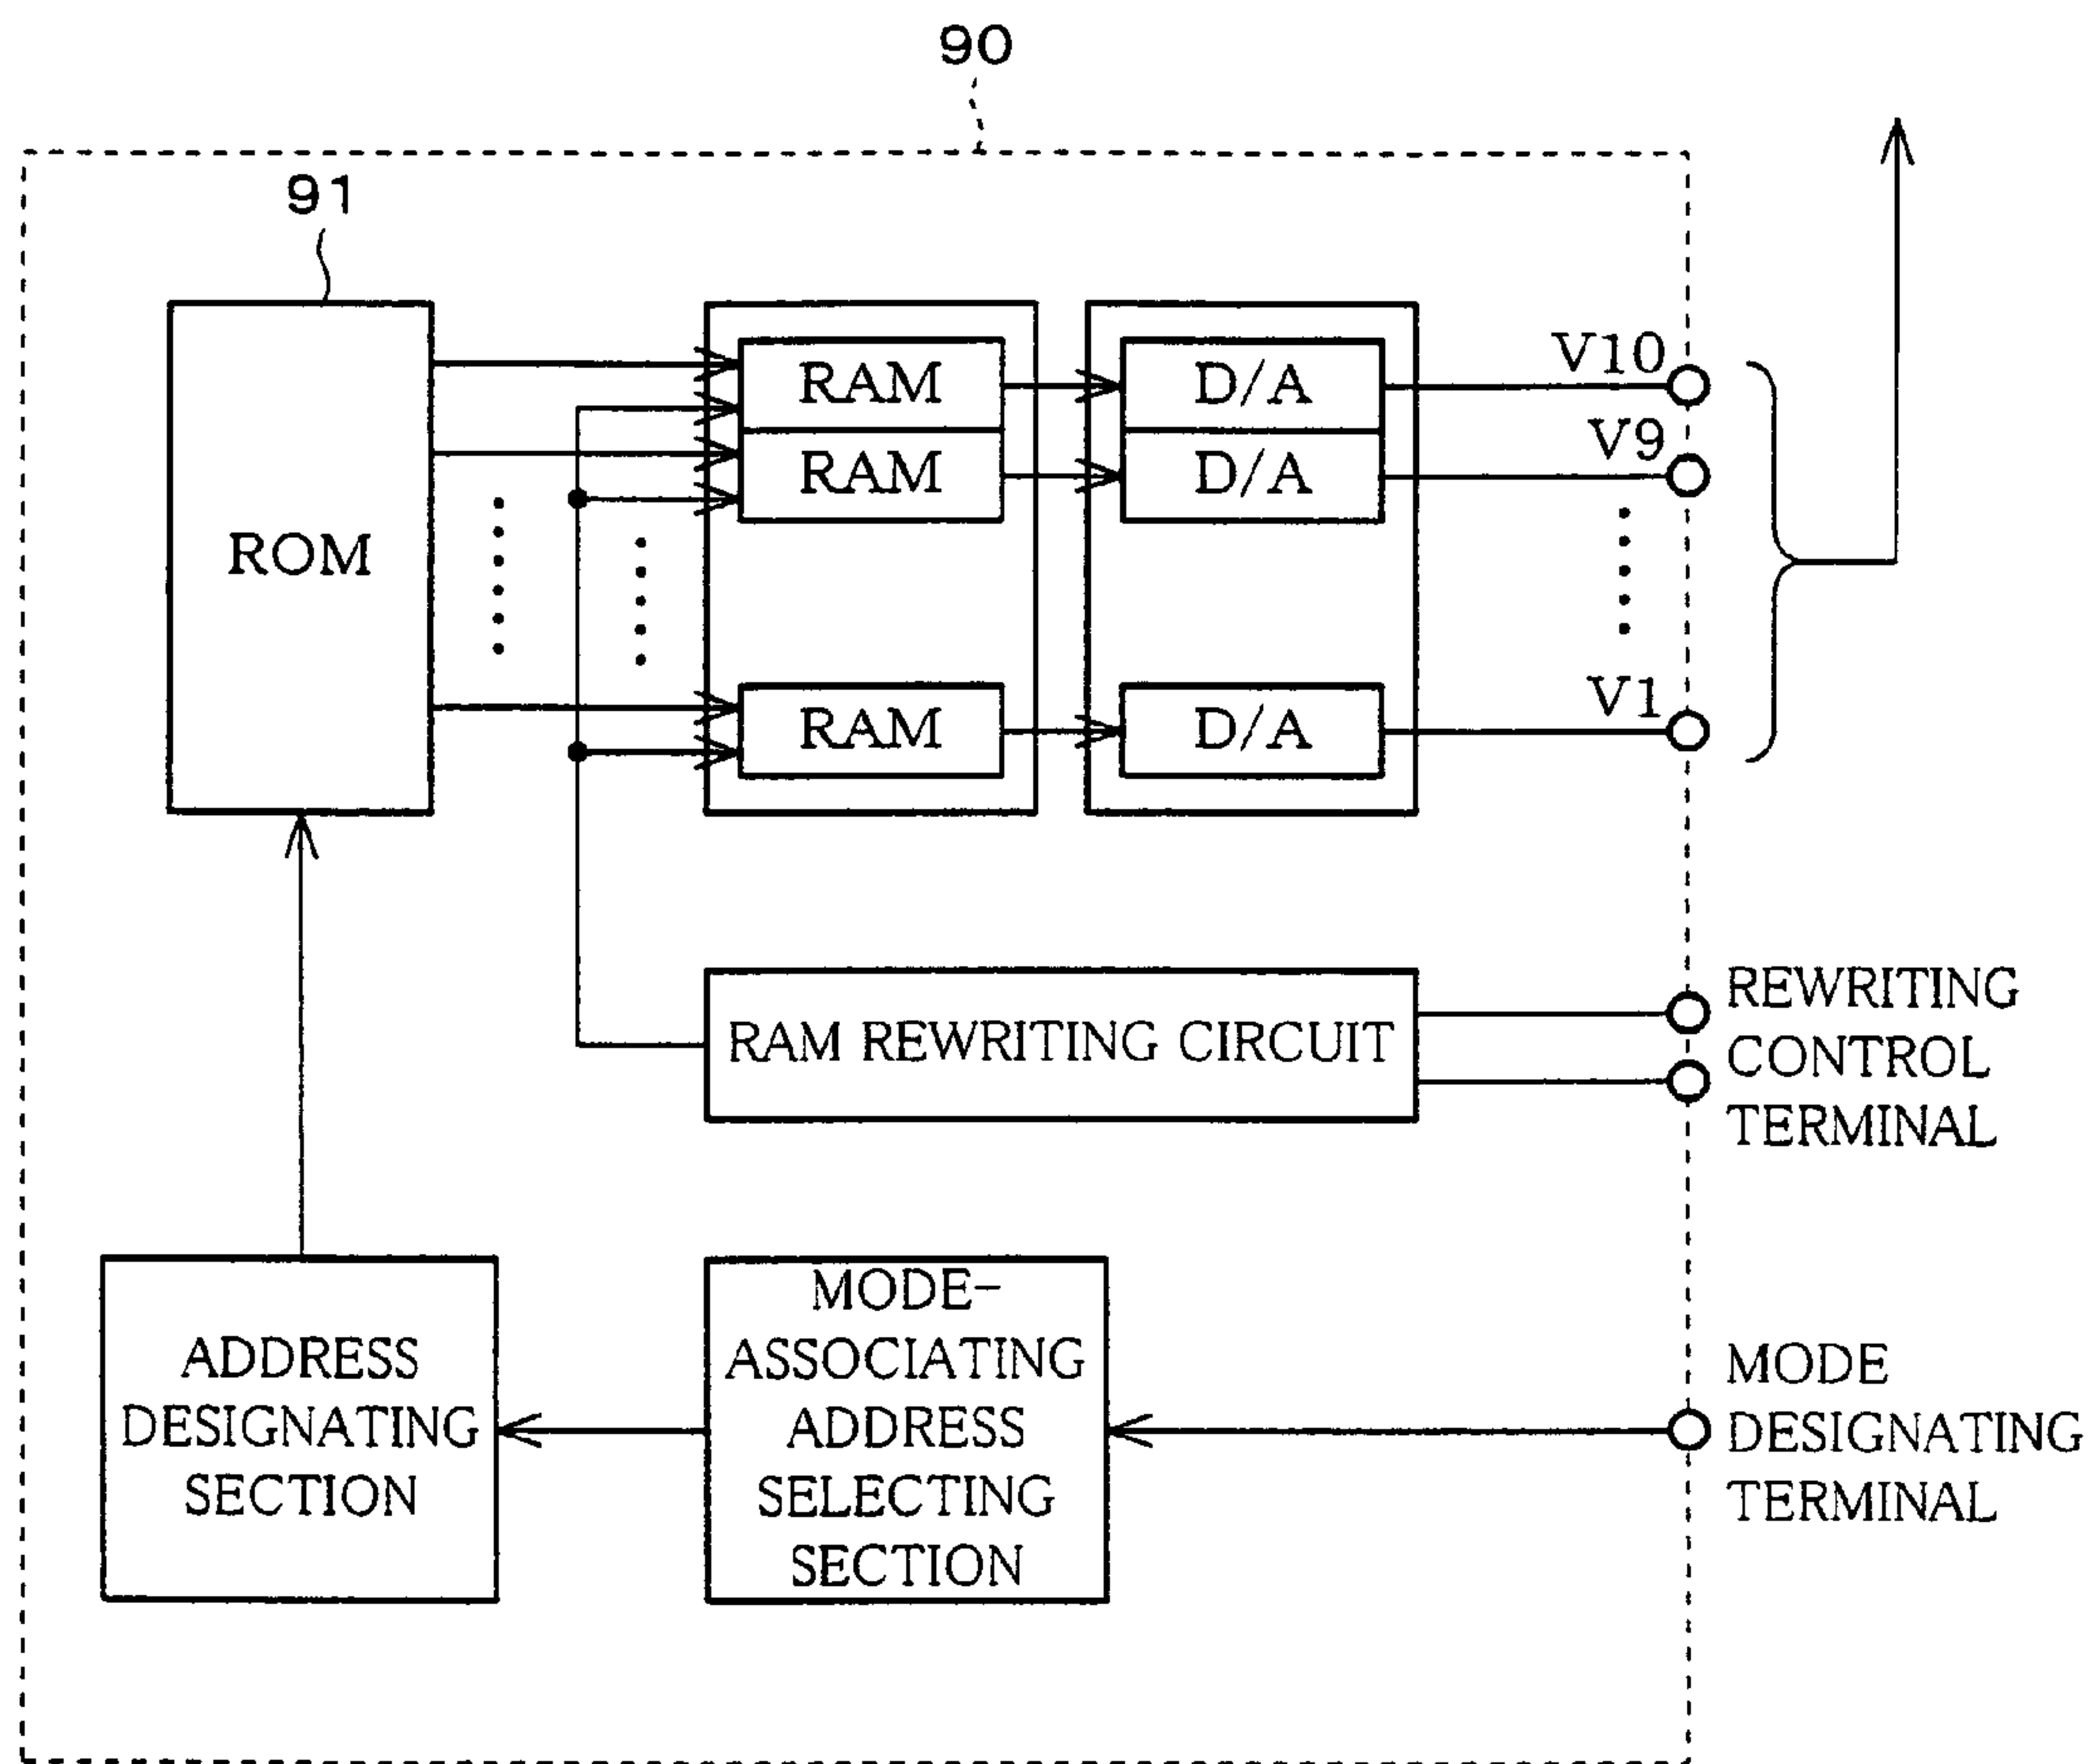 90
91
ROM
RAM
D/A
V10
RAM
D/A
V9
RAM
D/A
V1
RAM REWRITING CIRCUIT
REWRITING
CONTROL
TERMINAL
ADDRESS
DESIGNATING
SECTION
MODE-
ASSOCIATING
ADDRESS
SELECTING
SECTION
MODE
DESIGNATING
TERMINAL